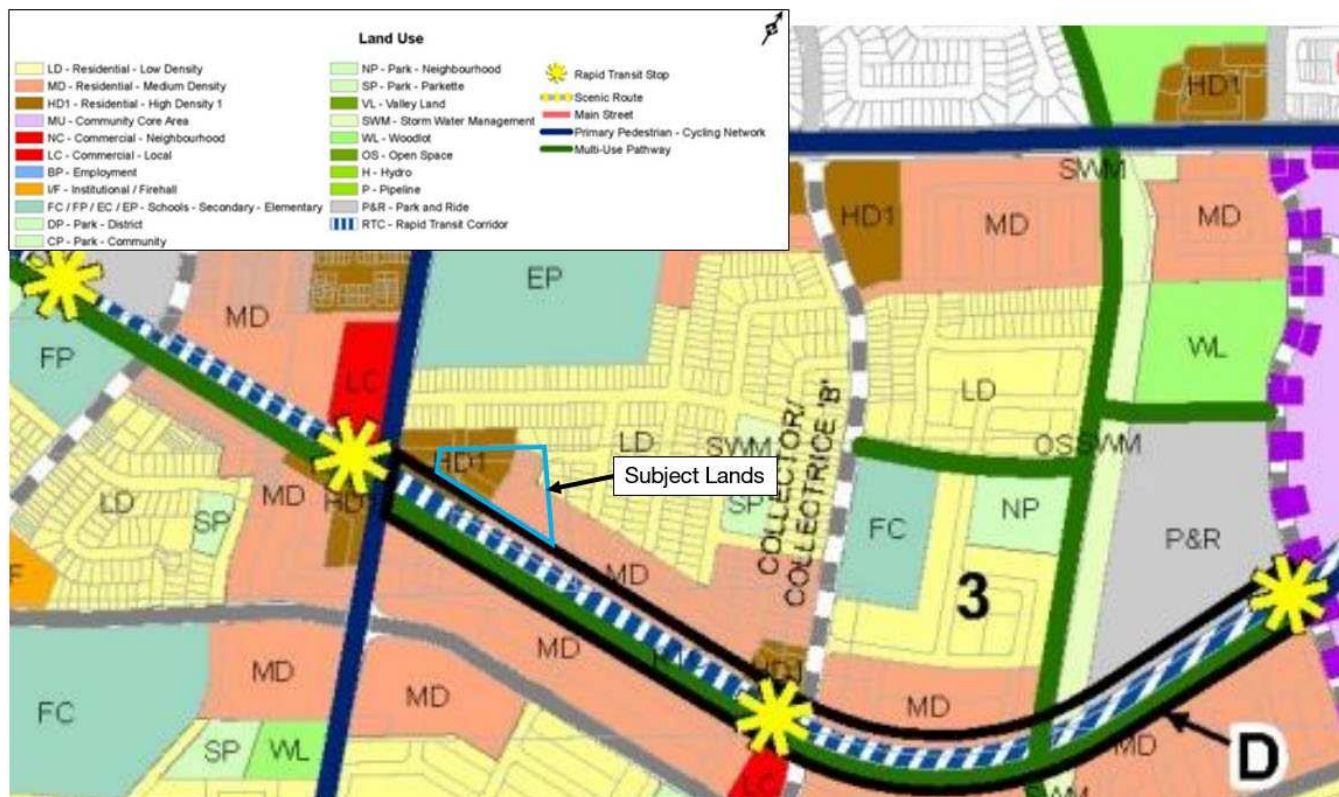 Land Use
LD - Residential - Low Density
MD - Residential - Medium Density
HD1 - Residential - High Density 1
MU - Community Core Area
NC - Commercial - Neighbourhood
LC - Commercial - Local
BP - Employment
I/F - Institutional / Firehall
FC / FP / EC / EP - Schools - Secondary - Elementary
DP - Park - District
CP - Park - Community
NP - Park - Neighbourhood
SP - Park - Parkette
VL - Valley Land
SWM - Storm Water Management
WL - Woodlot
OS - Open Space
H - Hydro
P - Pipeline
P&R - Park and Ride
RTC - Rapid Transit Corridor
Rapid Transit Stop
Scenic Route
Main Street
Primary Pedestrian - Cycling Network
Multi-Use Pathway
HD1
SWM
HD1
MD
MD
EP
MD
FP
LC
WL
LD
LD
SWM
OS
SWM
HD1
Subject Lands
COLLECTOR/
COLLECTRICE 'B'
LD
SP
MD
SP
FC
NP
P&R
MD
3
MD
HD1
MD
MD
MD
FC
SP
WL
MD
D
LC
SWM